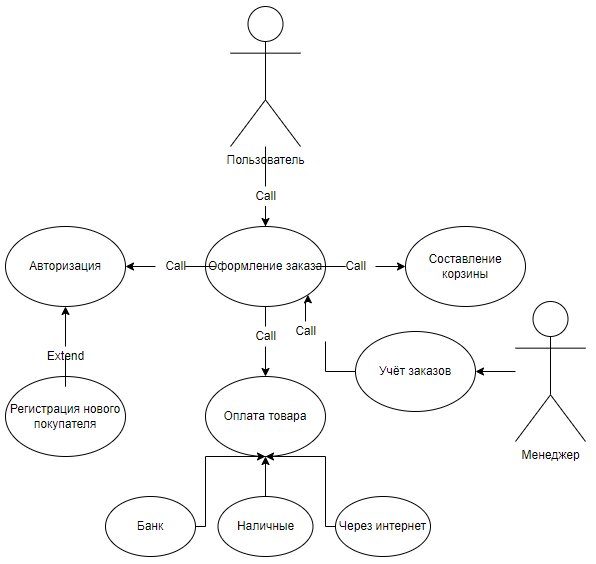 Пользователь
Call
Авторизация
Call
Оформление заказа
Call
Составление
корзины
Call
Call
Extend
Учёт заказов
Регистрация нового
покупателя
Оплата товара
Менеджер
Банк
Наличные
Через интернет